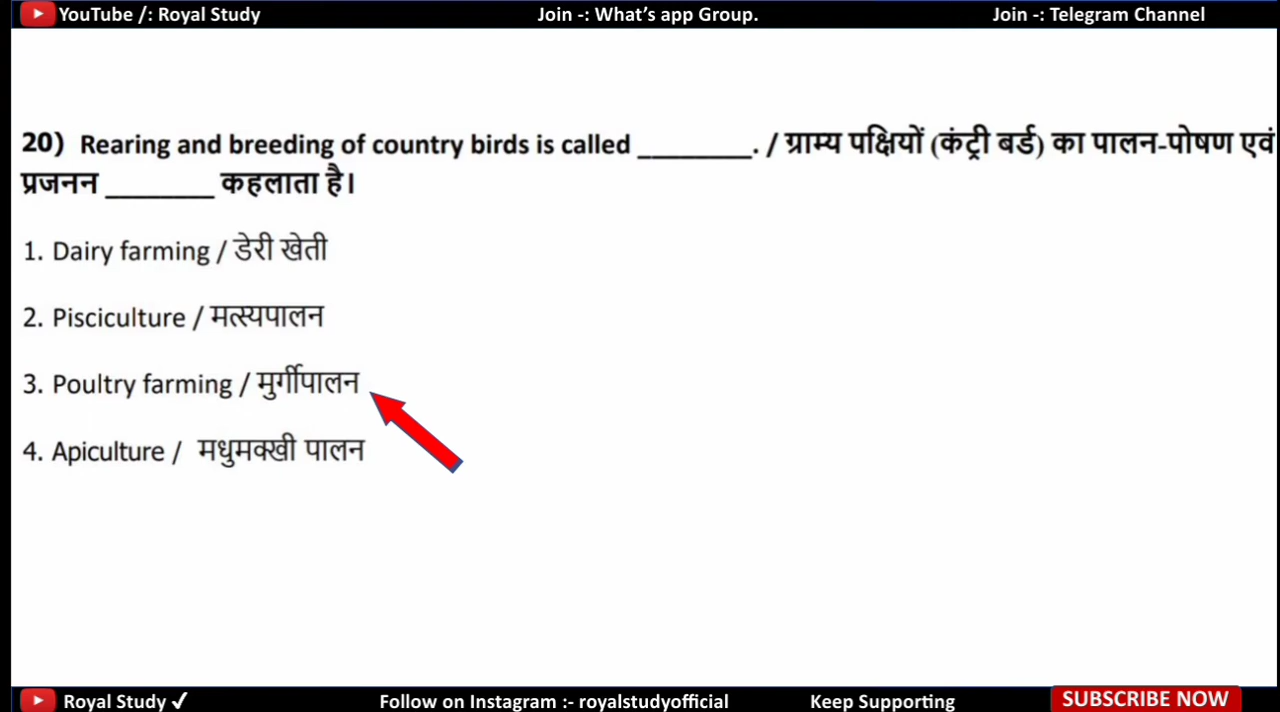 YouTube /: Royal Study Join -: What's app Group. Join -: Telegram Channel
20) Rearing and breeding of country birds is called ________. / ग्राम्य पक्षियों (कंट्री बर्ड) का पालन-पोषण एवं
प्रजनन ________ कहलाता है।
1. Dairy farming / डेरी खेती
2. Pisciculture / मत्स्यपालन
3. Poultry farming / मुर्गीपालन
4. Apiculture / मधुमक्खी पालन
Royal Study ✓ Follow on Instagram :- royalstudyofficial Keep Supporting SUBSCRIBE NOW